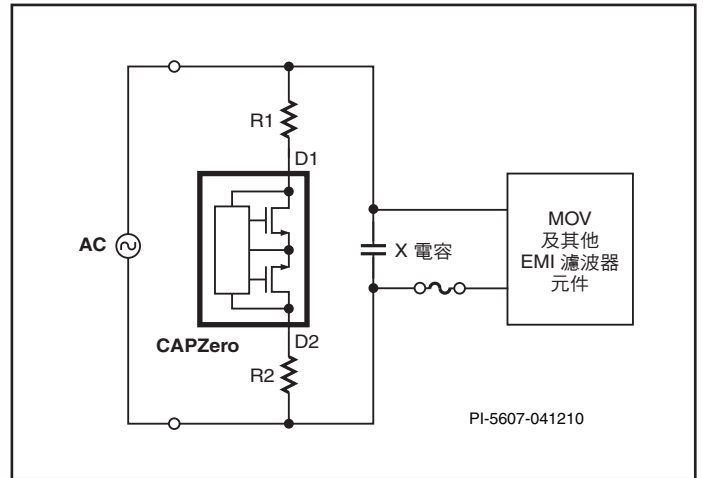 R1
D1
AC
X 電容
MOV
及其他
EMI 濾波器
元件
CAPZero
D2
R2
PI-5607-041210